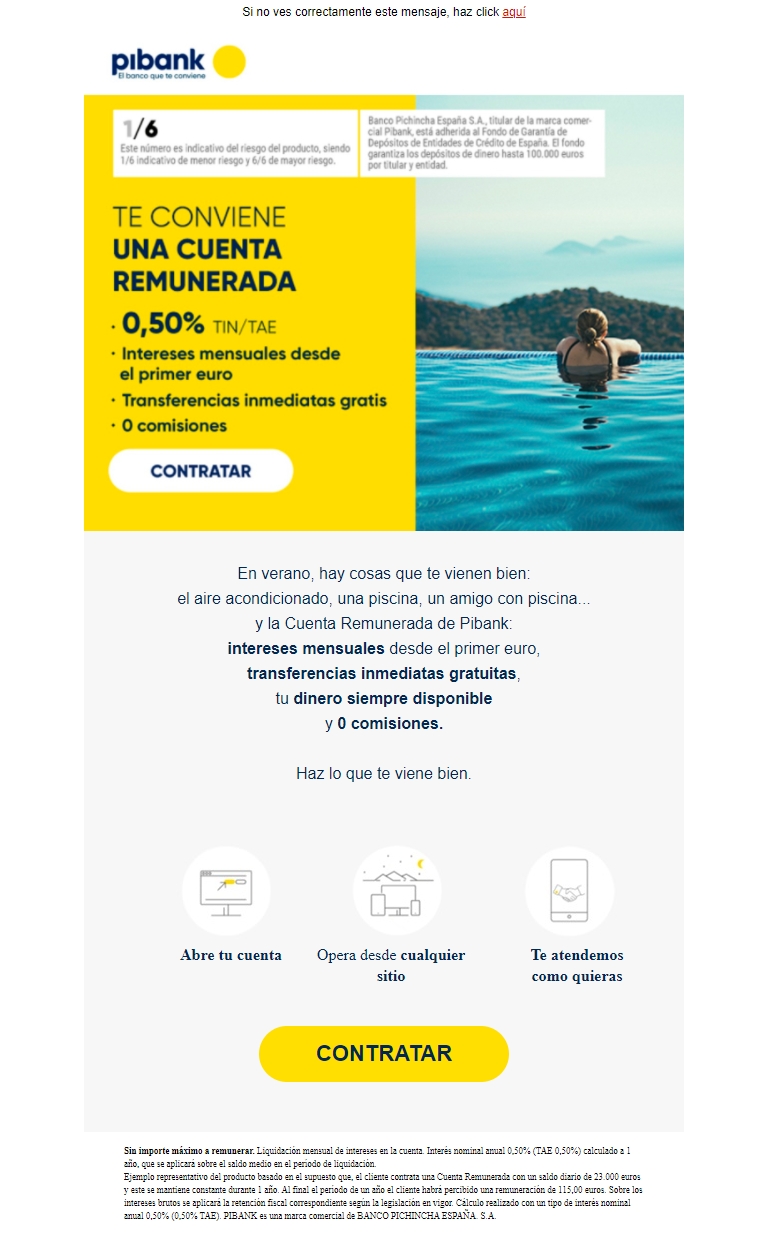 Si no ves correctamente este mensaje, haz click aquí
pibank
El banco que te conviene
1/6
Este número es indicativo del riesgo del producto, siendo
1/6 indicativo de menor riesgo y 6/6 de mayor riesgo.
Banco Pichincha España S.A., titular de la marca comer-
cial Pibank, está adherida al Fondo de Garantía de
Depósitos de Entidades de Crédito de España. El fondo
garantiza los depósitos de dinero hasta 100.000 euros
por titular y entidad.
TE CONVIENE
UNA CUENTA
REMUNERADA
· 0,50% TIN/TAE
· Intereses mensuales desde
el primer euro
· Transferencias inmediatas gratis
· 0 comisiones
CONTRATAR
En verano, hay cosas que te vienen bien:
el aire acondicionado, una piscina, un amigo con piscina...
y la Cuenta Remunerada de Pibank:
intereses mensuales desde el primer euro,
transferencias inmediatas gratuitas,
tu dinero siempre disponible
y 0 comisiones.
Haz lo que te viene bien.
Abre tu cuenta
Opera desde cualquier
sitio
Te atendemos
como quieras
CONTRATAR
Sin importe máximo a remunerar. Liquidación mensual de intereses en la cuenta. Interés nominal anual 0,50% (TAE 0,50%) calculado a 1
año, que se aplicará sobre el saldo medio en el periodo de liquidación.
Ejemplo representativo del producto basado en el supuesto que, el cliente contrata una Cuenta Remunerada con un saldo diario de 23.000 euros
y este se mantiene constante durante 1 año. Al final el periodo de un año el cliente habrá percibido una remuneración de 115,00 euros. Sobre los
intereses brutos se aplicará la retención fiscal correspondiente según la legislación en vigor. Cálculo realizado con un tipo de interés nominal
anual 0,50% (0,50% TAE). PIBANK es una marca comercial de BANCO PICHINCHA ESPAÑA. S.A.